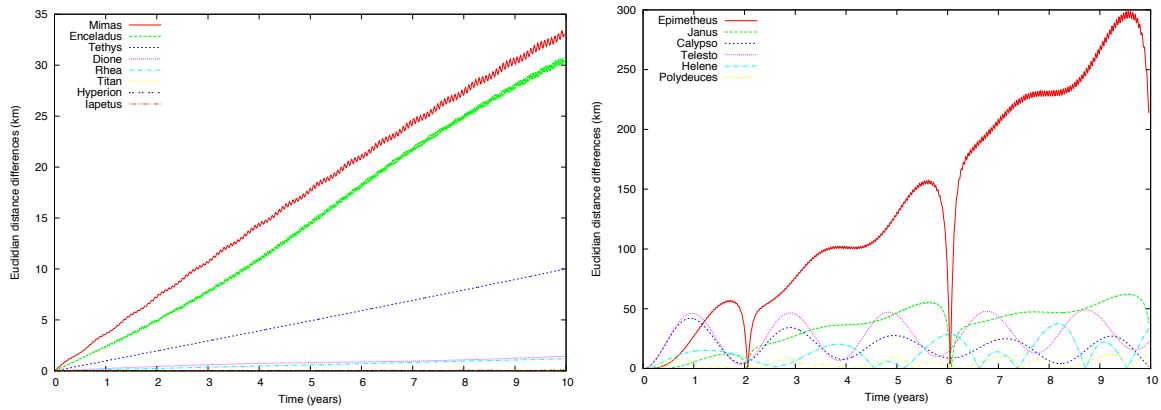 35
30
25
20
15
10
5
0
Euclidian distance differences (km)
Mimas
Enceladus
Tethys
Dione
Rhea
Titan
Hyperion
Iapetus
0 1 2 3 4 5 6 7 8 9 10
Time (years)
300
250
200
150
100
50
0
Euclidian distance differences (km)
Epimetheus
Janus
Calypso
Telesto
Helene
Polydeuces
0 1 2 3 4 5 6 7 8 9 10
Time (years)